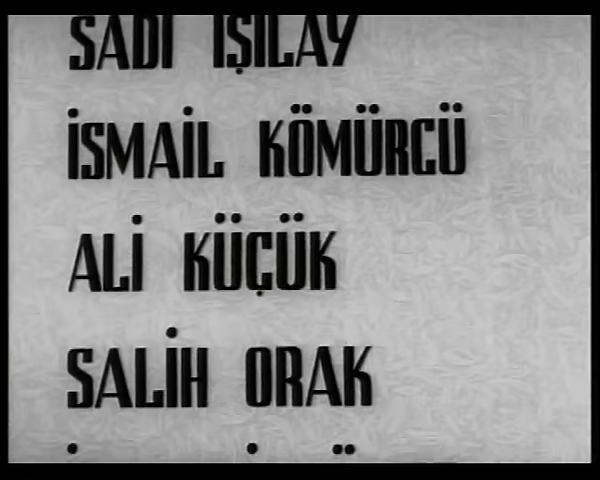 SADİ IŞILAY
İSMAİL KÖMÜRCÜ
ALİ KÜÇÜK
SALİH ORAK